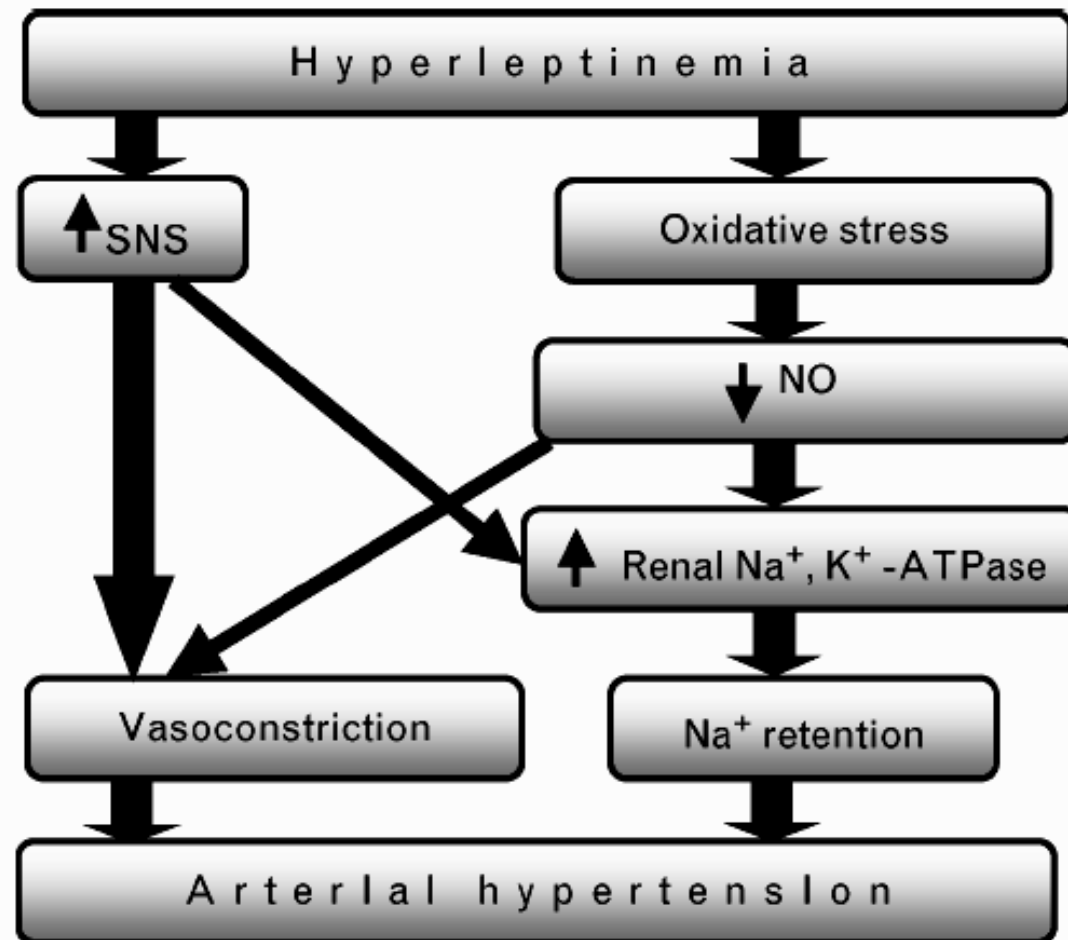 Hyperleptinemia
↑ SNS
Oxidative stress
↓ NO
↑ Renal Na⁺, K⁺ -ATPase
Vasoconstriction
Na⁺ retention
Arterial hypertension